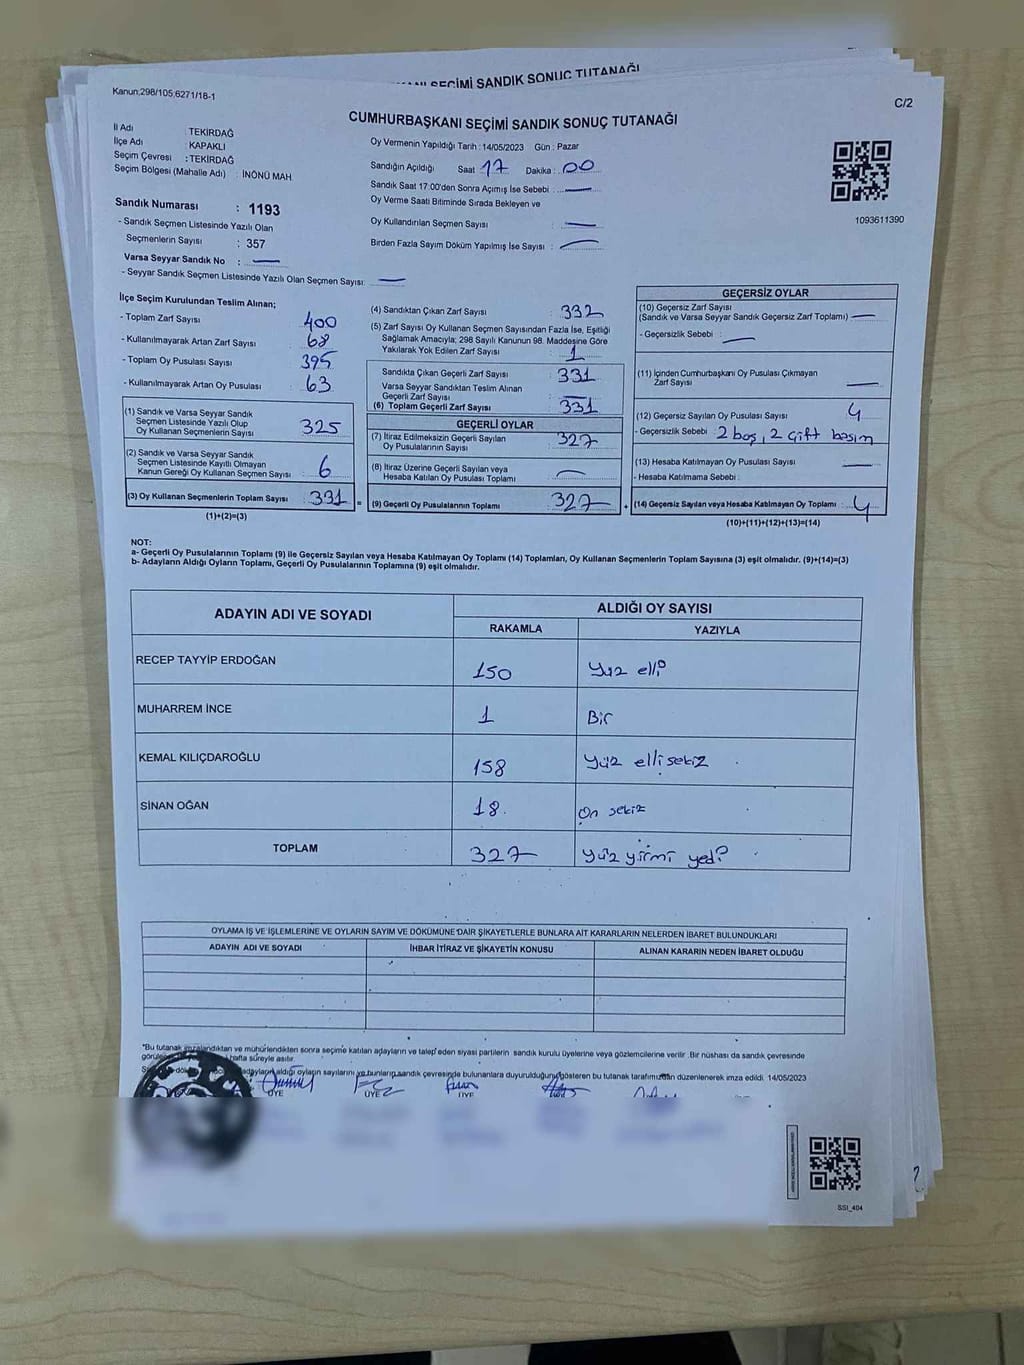 CUMHURBAŞKANI SEÇİMİ SANDIK SONUÇ TUTANAĞI
Kanun.298/105,6271/18-1
C/2
İl Adı : TEKİRDAĞ
İlçe Adı : KAPAKLI
Seçim Çevresi : TEKİRDAĞ
Seçim Bölgesi (Mahalle Adı) : İNÖNÜ MAH
Oy Vermenin Yapıldığı Tarih : 14/05/2023 Gün : Pazar
Sandığın Açıldığı Saat 17 Dakika : 00
Sandık Saat 17:00'den Sonra Açımış İse Sebebi : —
Oy Verme Saati Bitiminde Sırada Bekleyen ve
Oy Kullandırılan Seçmen Sayısı : —
Birden Fazla Sayım Döküm Yapılmış İse Sayısı : —
1093611390
Sandık Numarası : 1193
- Sandık Seçmen Listesinde Yazılı Olan
Seçmenlerin Sayısı : 357
Varsa Seyyar Sandık No : —
- Seyyar Sandık Seçmen Listesinde Yazılı Olan Seçmen Sayısı: —
İlçe Seçim Kurulundan Teslim Alınan;
- Toplam Zarf Sayısı : 400
- Kullanılmayarak Artan Zarf Sayısı : 68
- Toplam Oy Pusulası Sayısı : 395
- Kullanılmayarak Artan Oy Pusulası : 63
(1) Sandık ve Varsa Seyyar Sandık
Seçmen Listesinde Yazılı Olup
Oy Kullanan Seçmenlerin Sayısı : 325
(2) Sandık ve Varsa Seyyar Sandık
Seçmen Listesinde Kayıtlı Olmayan
Kanun Gereği Oy Kullanan Seçmen Sayısı : 6
(3) Oy Kullanan Seçmenlerin Toplam Sayısı : 331 =
(1)+(2)=(3)
(4) Sandıktan Çıkan Zarf Sayısı : 332
(5) Zarf Sayısı Oy Kullanan Seçmen Sayısından Fazla İse, Eşitliği
Sağlamak Amacıyla; 298 Sayılı Kanunun 98. Maddesine Göre
Yakılarak Yok Edilen Zarf Sayısı : 1
Sandıkta Çıkan Geçerli Zarf Sayısı : 331
Varsa Seyyar Sandıktan Teslim Alınan
Geçerli Zarf Sayısı : —
(6) Toplam Geçerli Zarf Sayısı : 331
GEÇERLİ OYLAR
(7) İtiraz Edilmeksizin Geçerli Sayılan
Oy Pusulalarının Sayısı : 327
(8) İtiraz Üzerine Geçerli Sayılan veya
Hesaba Katılan Oy Pusulası Toplamı : —
(9) Geçerli Oy Pusulalarının Toplamı : 327 +
GEÇERSİZ OYLAR
(10) Geçersiz Zarf Sayısı
(Sandık ve Varsa Seyyar Sandık Geçersiz Zarf Toplamı) : —
- Geçersizlik Sebebi : —
(11) İçinden Cumhurbaşkanı Oy Pusulası Çıkmayan
Zarf Sayısı : —
(12) Geçersiz Sayılan Oy Pusulası Sayısı : 4
- Geçersizlik Sebebi : 2 boş, 2 çift basım
(13) Hesaba Katılmayan Oy Pusulası Sayısı : —
- Hesaba Katılmama Sebebi :
(14) Geçersiz Sayılan veya Hesaba Katılmayan Oy Toplamı : 4
(10)+(11)+(12)+(13)=(14)
NOT:
a- Geçerli Oy Pusulalarının Toplamı (9) ile Geçersiz Sayılan veya Hesaba Katılmayan Oy Toplamı (14) Toplamları, Oy Kullanan Seçmenlerin Toplam Sayısına (3) eşit olmalıdır. (9)+(14)=(3)
b- Adayların Aldığı Oyların Toplamı, Geçerli Oy Pusulalarının Toplamına (9) eşit olmalıdır.
ADAYIN ADI VE SOYADI ALDIĞI OY SAYISI
RAKAMLA YAZIYLA
RECEP TAYYİP ERDOĞAN 150 Yüz elli
MUHARREM İNCE 1 Bir
KEMAL KILIÇDAROĞLU 158 Yüz elli sekiz
SİNAN OĞAN 18 On sekiz
TOPLAM 327 Yüz yirmi yedi
OYLAMA İŞ VE İŞLEMLERİNE VE OYLARIN SAYIM VE DÖKÜMÜNE DAİR ŞİKAYETLERLE BUNLARA AİT KARARLARIN NELERDEN İBARET BULUNDUKLARI
ADAYIN ADI VE SOYADI İHBAR İTİRAZ VE ŞİKAYETİN KONUSU ALINAN KARARIN NEDEN İBARET OLDUĞU
"Bu tutanak imzalandıktan ve mühürlendikten sonra seçime katılan adayların ve talep eden siyasi partilerin sandık kurulu üyelerine veya gözlemcilerine verilir .Bir nüshası da sandık çevresinde
hafta süreyle asılır.
aldığı oyların sayılarını ve bunların sandık çevresinde bulunanlara duyurulduğunu gösteren bu tutanak tarafımızdan düzenlenerek imza edildi. 14/05/2023
ÜYE ÜYE ÜYE
SSI_404